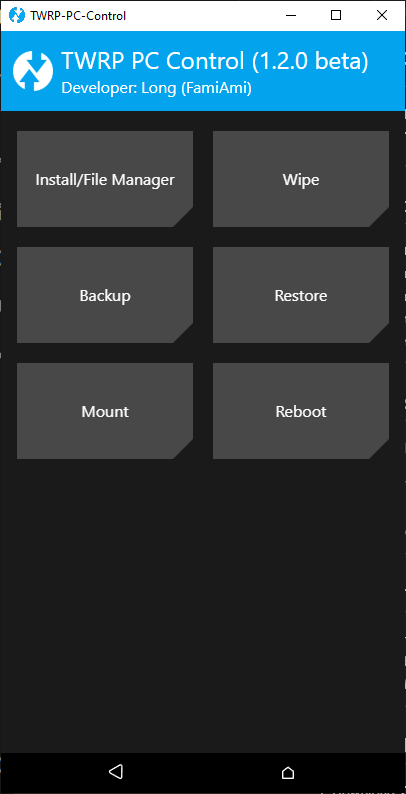 TWRP-PC-Control
TWRP PC Control (1.2.0 beta)
Developer: Long (FamiAmi)
Install/File Manager
Wipe
Backup
Restore
Mount
Reboot